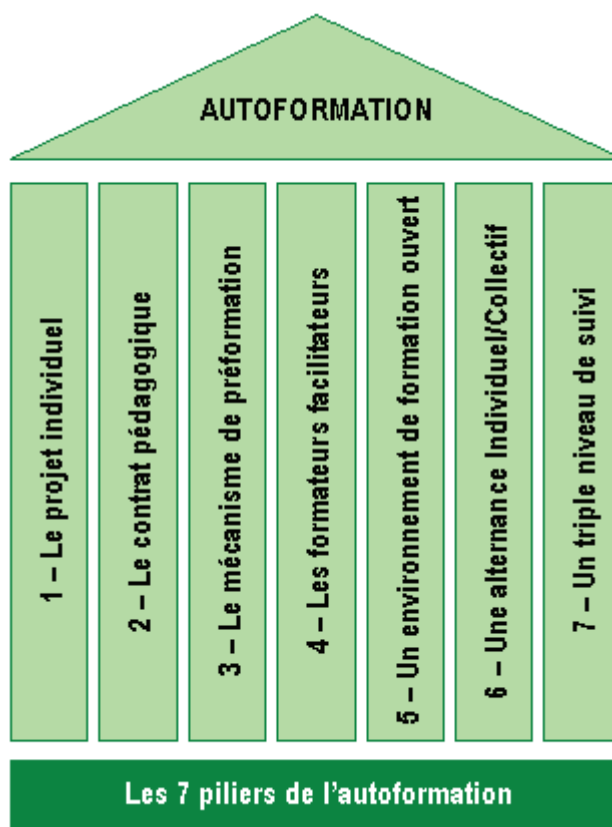 AUTOFORMATION
1 – Le projet individuel
2 – Le contrat pédagogique
3 – Le mécanisme de préformation
4 – Les formateurs facilitateurs
5 – Un environnement de formation ouvert
6 – Une alternance Individuel/Collectif
7 – Un triple niveau de suivi
Les 7 piliers de l’autoformation